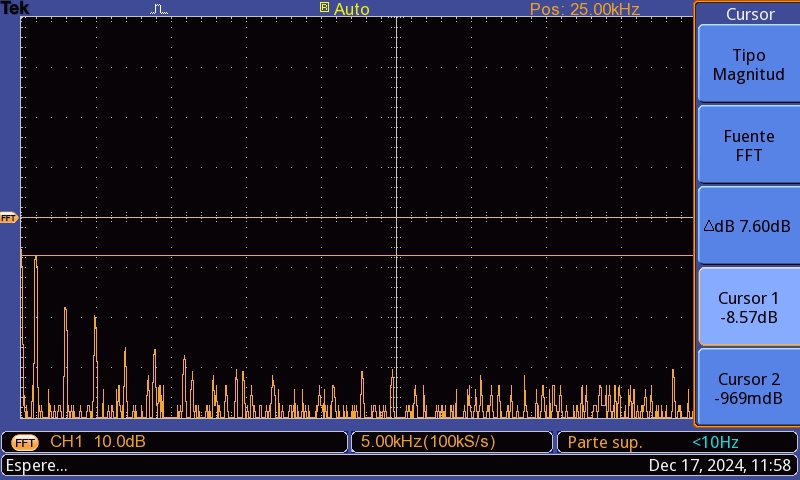 Tek
R Auto
Pos: 25.00kHz
Cursor
Tipo
Magnitud
Fuente
FFT
△dB 7.60dB
Cursor 1
-8.57dB
Cursor 2
-969mdB
FFT
FFT CH1 10.0dB
5.00kHz(100kS/s)
Parte sup. <10Hz
Espere...
Dec 17, 2024, 11:58